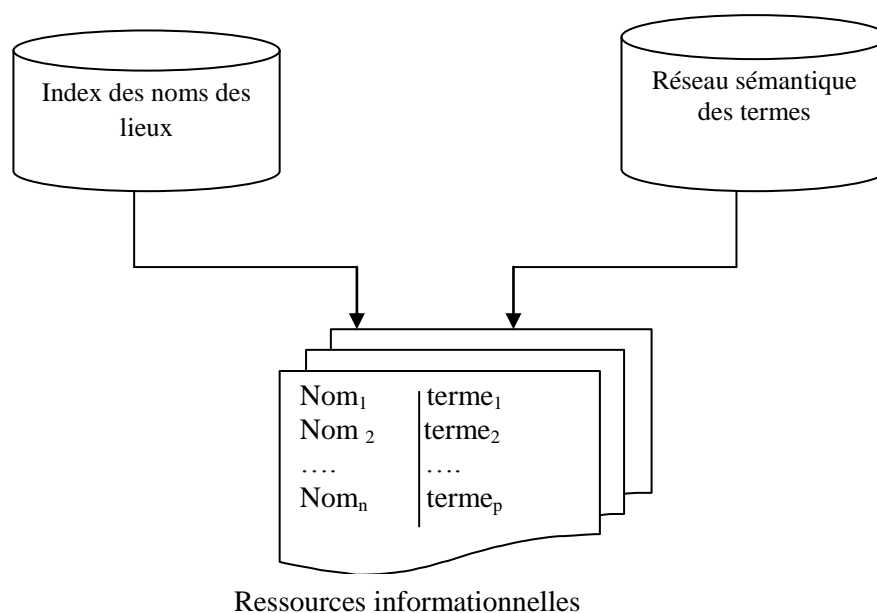 Index des noms des
lieux
Réseau sémantique
des termes
Nom₁ terme₁
Nom ₂ terme₂
…. ….
Nomₙ termeₚ
Ressources informationnelles